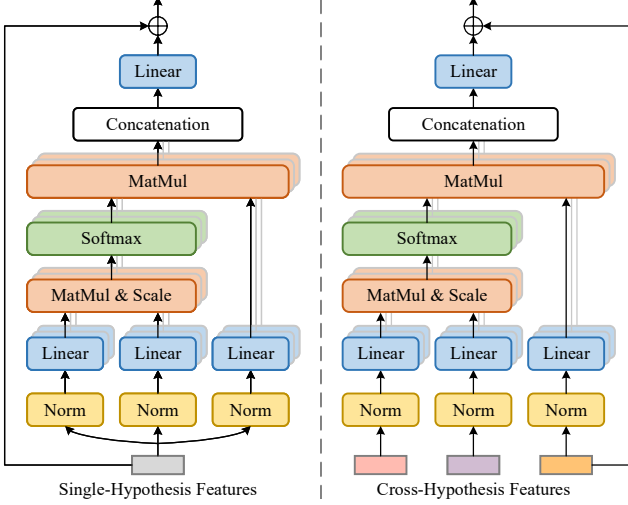 Linear
Concatenation
MatMul
Softmax
MatMul & Scale
Linear Linear Linear
Norm Norm Norm
Single-Hypothesis Features
Linear
Concatenation
MatMul
Softmax
MatMul & Scale
Linear Linear Linear
Norm Norm Norm
Cross-Hypothesis Features